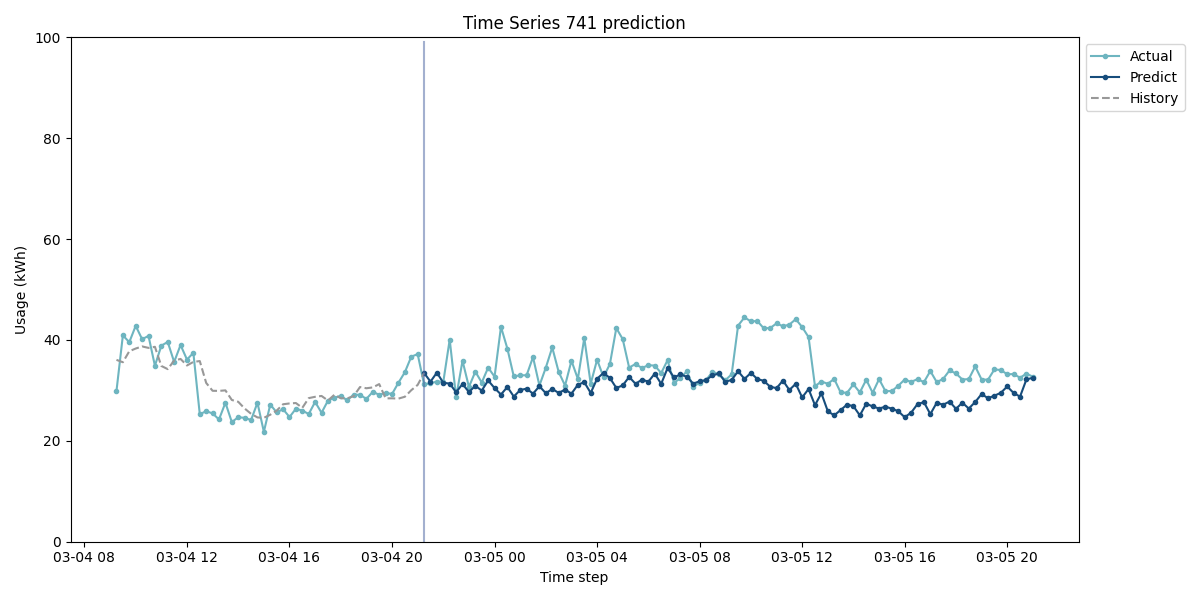 Time Series 741 prediction
Actual
Predict
History
Usage (kWh)
100
80
60
40
20
0
03-04 08
03-04 12
03-04 16
03-04 20
03-05 00
03-05 04
03-05 08
03-05 12
03-05 16
03-05 20
Time step